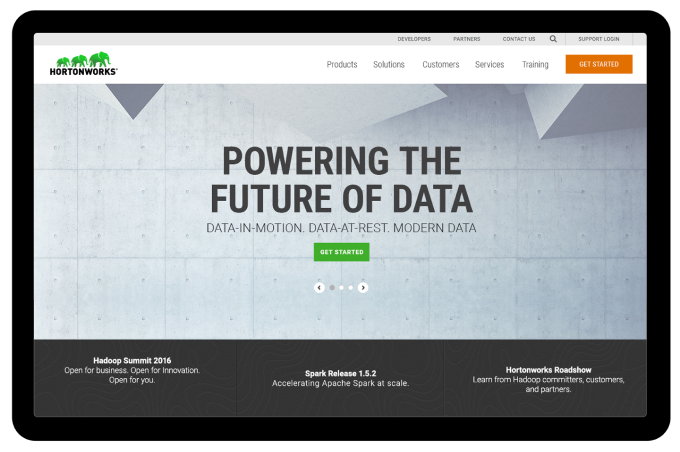 DEVELOPERS PARTNERS CONTACT US SUPPORT LOGIN
HORTONWORKS
Products Solutions Customers Services Training GET STARTED
POWERING THE
FUTURE OF DATA
DATA-IN-MOTION. DATA-AT-REST. MODERN DATA
GET STARTED
Hadoop Summit 2016
Open for business. Open for Innovation.
Open for you.
Spark Release 1.5.2
Accelerating Apache Spark at scale.
Hortonworks Roadshow
Learn from Hadoop committers, customers,
and partners.